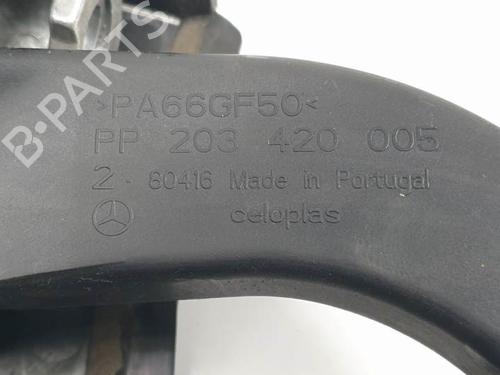 >PA66GF50<
PP 203 420 005
2 - 80416 Made in Portugal
celoplas
B-PARTS